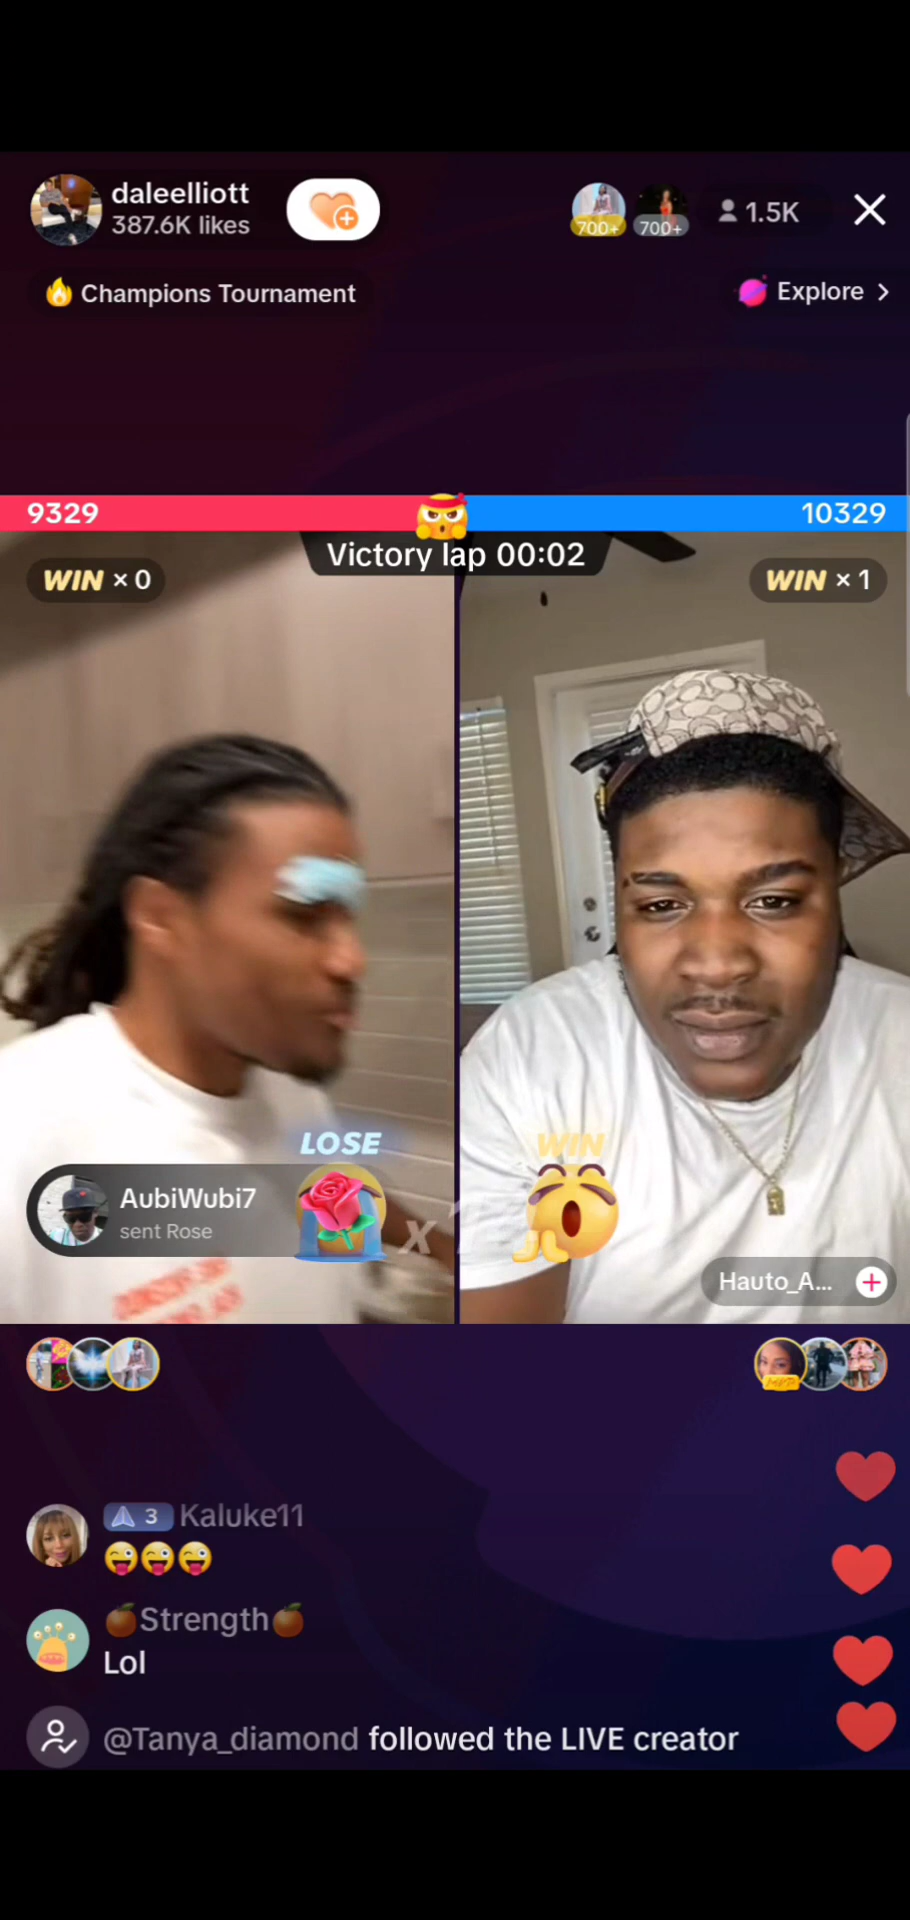 daleelliott
387.6K likes
700+
700+
1.5K
Champions Tournament
Explore
9329
10329
Victory lap 00:02
WIN × 0
WIN × 1
LOSE
WIN
AubiWubi7
sent Rose
x
Hauto_A...
3 Kaluke11
Strength
Lol
@Tanya_diamond followed the LIVE creator